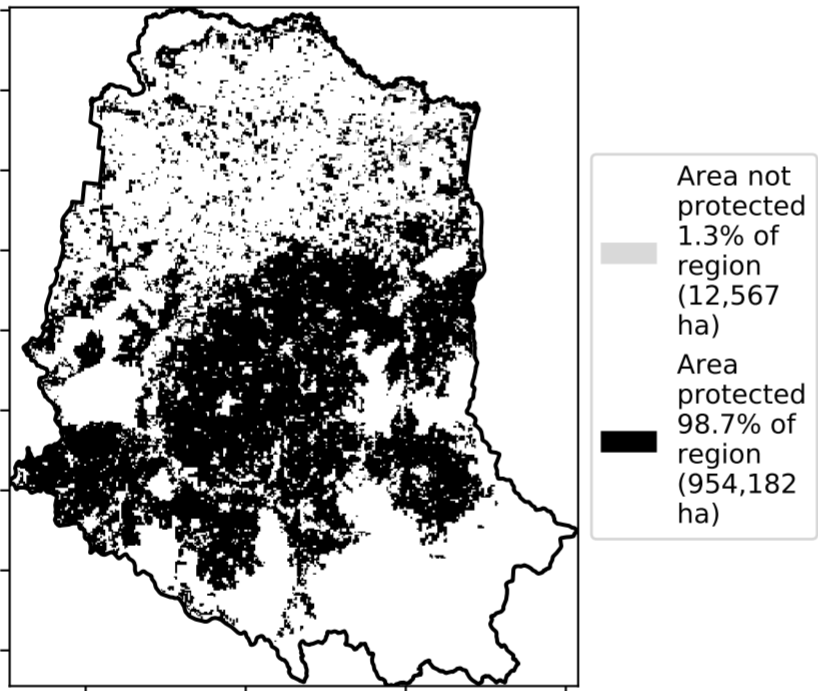 Area not
protected
1.3% of
region
(12,567
ha)
Area
protected
98.7% of
region
(954,182
ha)